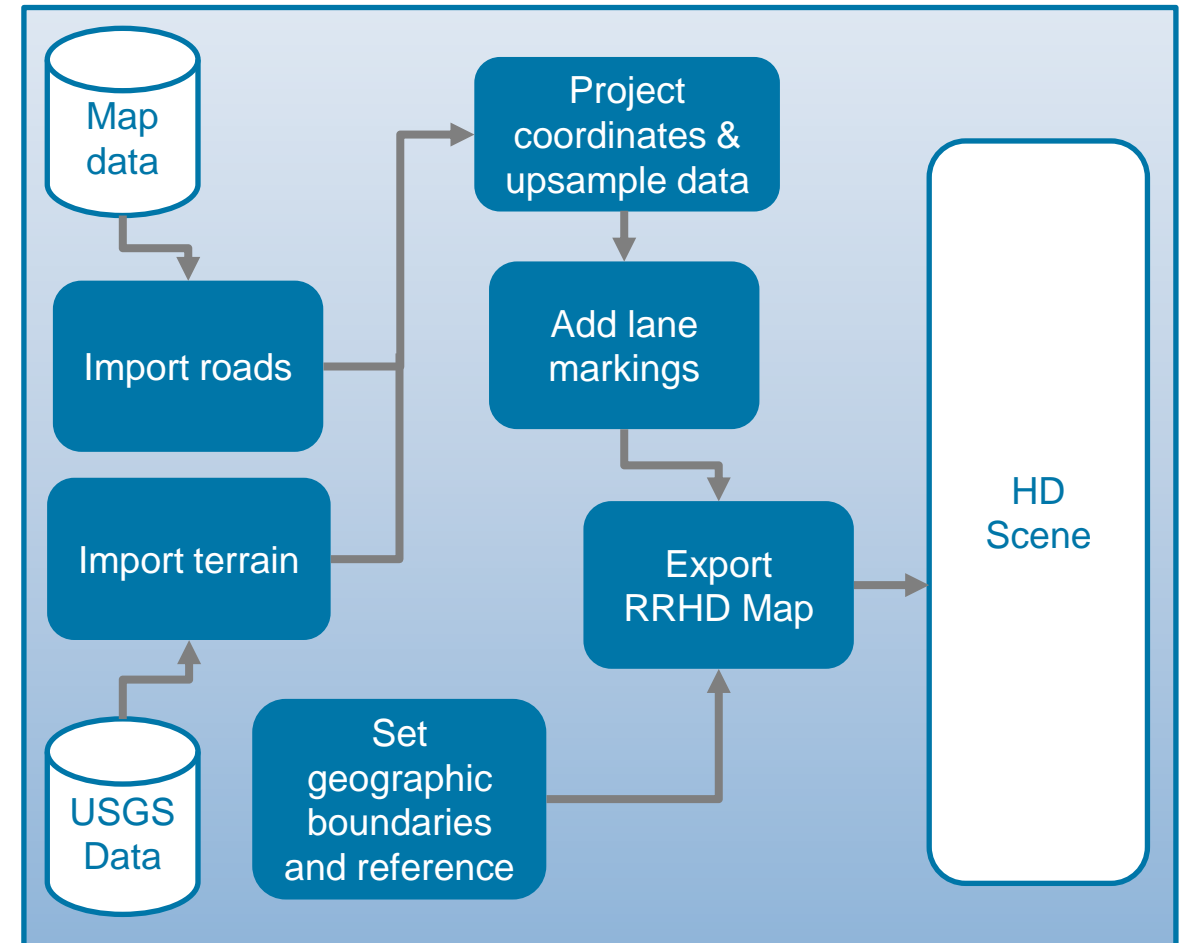 Map
data
Project
coordinates &
upsample data
Import roads
Add lane
markings
Import terrain
Export
RRHD Map
HD
Scene
USGS
Data
Set
geographic
boundaries
and reference